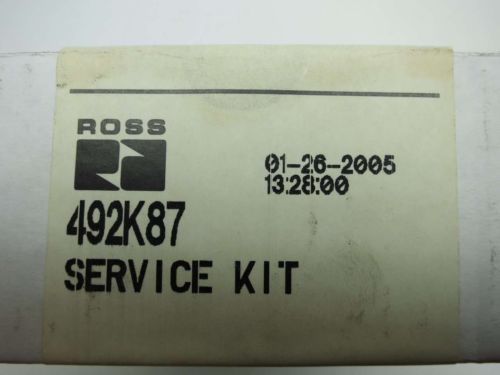 ROSS
01-26-2005
13:28:00
492K87
SERVICE KIT